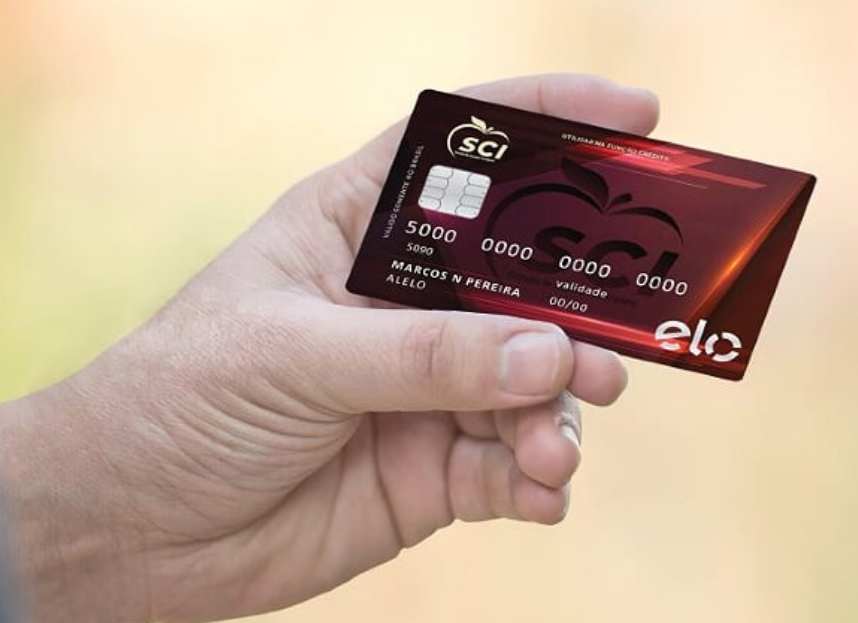 SCI
UTILIZAR NA FUNÇÃO CRÉDITO
VÁLIDO SOMENTE NO BRASIL
SCI
5000 0000 0000 0000
5090
validade
MARCOS N PEREIRA 00/00
ALELO
elo